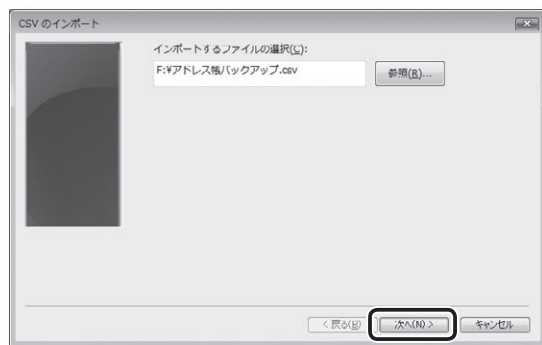 CSV のインポート
インポートするファイルの選択(C):
F:¥アドレス帳バックアップ.csv
参照(R)...
< 戻る(B)
次へ(N) >
キャンセル